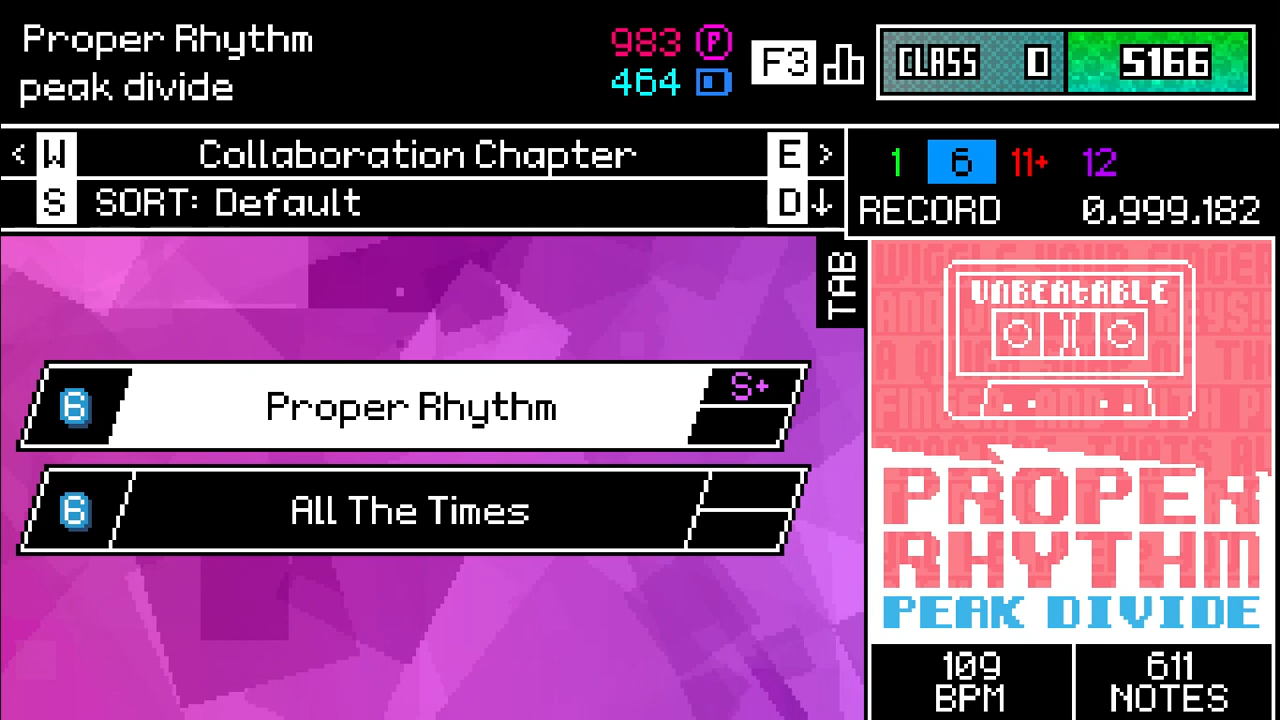 Proper Rhythm
peak divide
983 P
464
F3
CLASS 0 5166
< W Collaboration Chapter E >
S SORT: Default D ↓
1 6 11+ 12
RECORD 0.999.182
TAB
6 Proper Rhythm S+
6 All The Times
UNBEATABLE
PROPER
RHYTHM
PEAK DIVIDE
109
BPM
611
NOTES